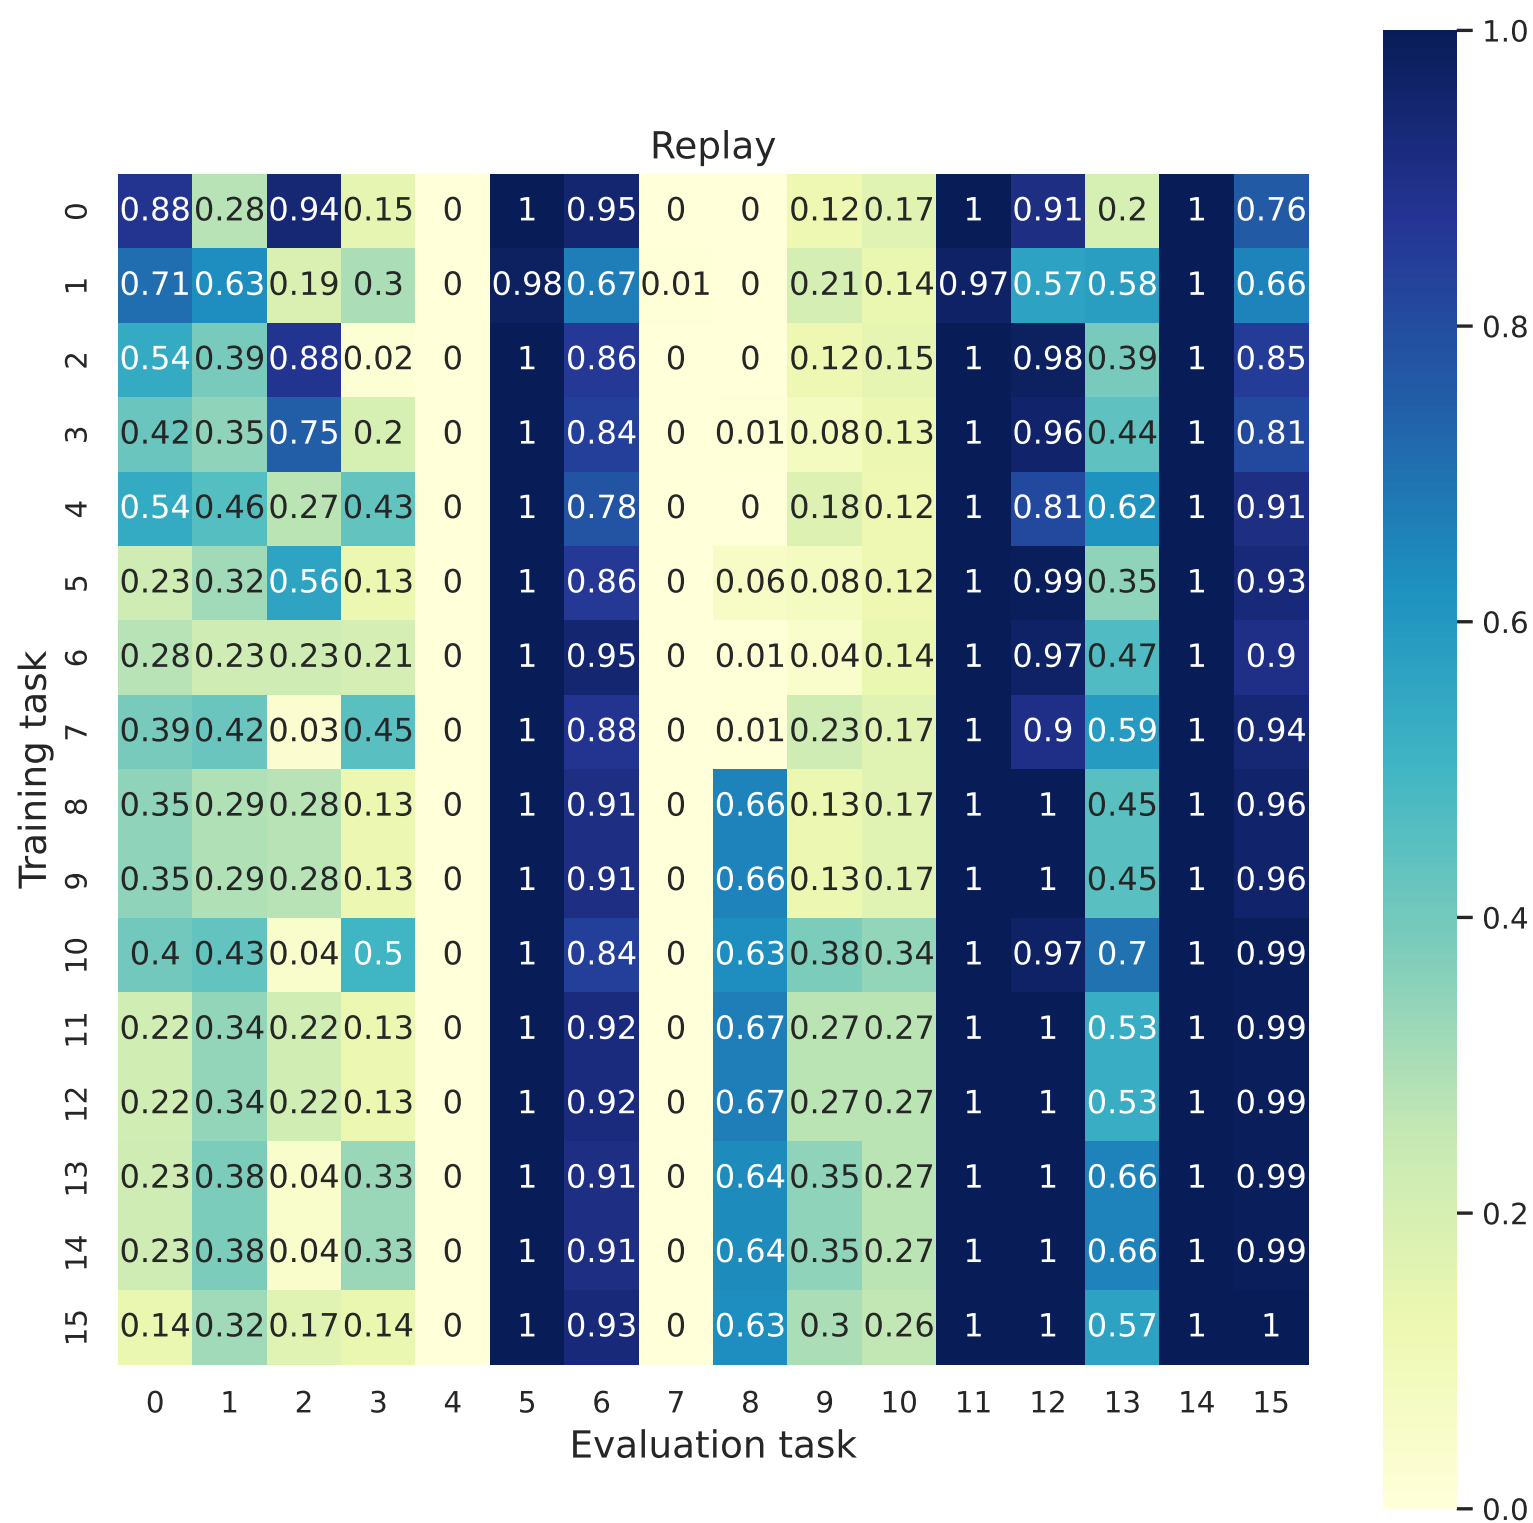 Replay
0 0.88 0.28 0.94 0.15 0 1 0.95 0 0 0.12 0.17 1 0.91 0.2 1 0.76
1 0.71 0.63 0.19 0.3 0 0.98 0.67 0.01 0 0.21 0.14 0.97 0.57 0.58 1 0.66
2 0.54 0.39 0.88 0.02 0 1 0.86 0 0 0.12 0.15 1 0.98 0.39 1 0.85
3 0.42 0.35 0.75 0.2 0 1 0.84 0 0.01 0.08 0.13 1 0.96 0.44 1 0.81
4 0.54 0.46 0.27 0.43 0 1 0.78 0 0 0.18 0.12 1 0.81 0.62 1 0.91
5 0.23 0.32 0.56 0.13 0 1 0.86 0 0.06 0.08 0.12 1 0.99 0.35 1 0.93
6 0.28 0.23 0.23 0.21 0 1 0.95 0 0.01 0.04 0.14 1 0.97 0.47 1 0.9
7 0.39 0.42 0.03 0.45 0 1 0.88 0 0.01 0.23 0.17 1 0.9 0.59 1 0.94
8 0.35 0.29 0.28 0.13 0 1 0.91 0 0.66 0.13 0.17 1 1 0.45 1 0.96
9 0.35 0.29 0.28 0.13 0 1 0.91 0 0.66 0.13 0.17 1 1 0.45 1 0.96
10 0.4 0.43 0.04 0.5 0 1 0.84 0 0.63 0.38 0.34 1 0.97 0.7 1 0.99
11 0.22 0.34 0.22 0.13 0 1 0.92 0 0.67 0.27 0.27 1 1 0.53 1 0.99
12 0.22 0.34 0.22 0.13 0 1 0.92 0 0.67 0.27 0.27 1 1 0.53 1 0.99
13 0.23 0.38 0.04 0.33 0 1 0.91 0 0.64 0.35 0.27 1 1 0.66 1 0.99
14 0.23 0.38 0.04 0.33 0 1 0.91 0 0.64 0.35 0.27 1 1 0.66 1 0.99
15 0.14 0.32 0.17 0.14 0 1 0.93 0 0.63 0.3 0.26 1 1 0.57 1 1
0 1 2 3 4 5 6 7 8 9 10 11 12 13 14 15
Evaluation task
Training task
1.0
0.8
0.6
0.4
0.2
0.0